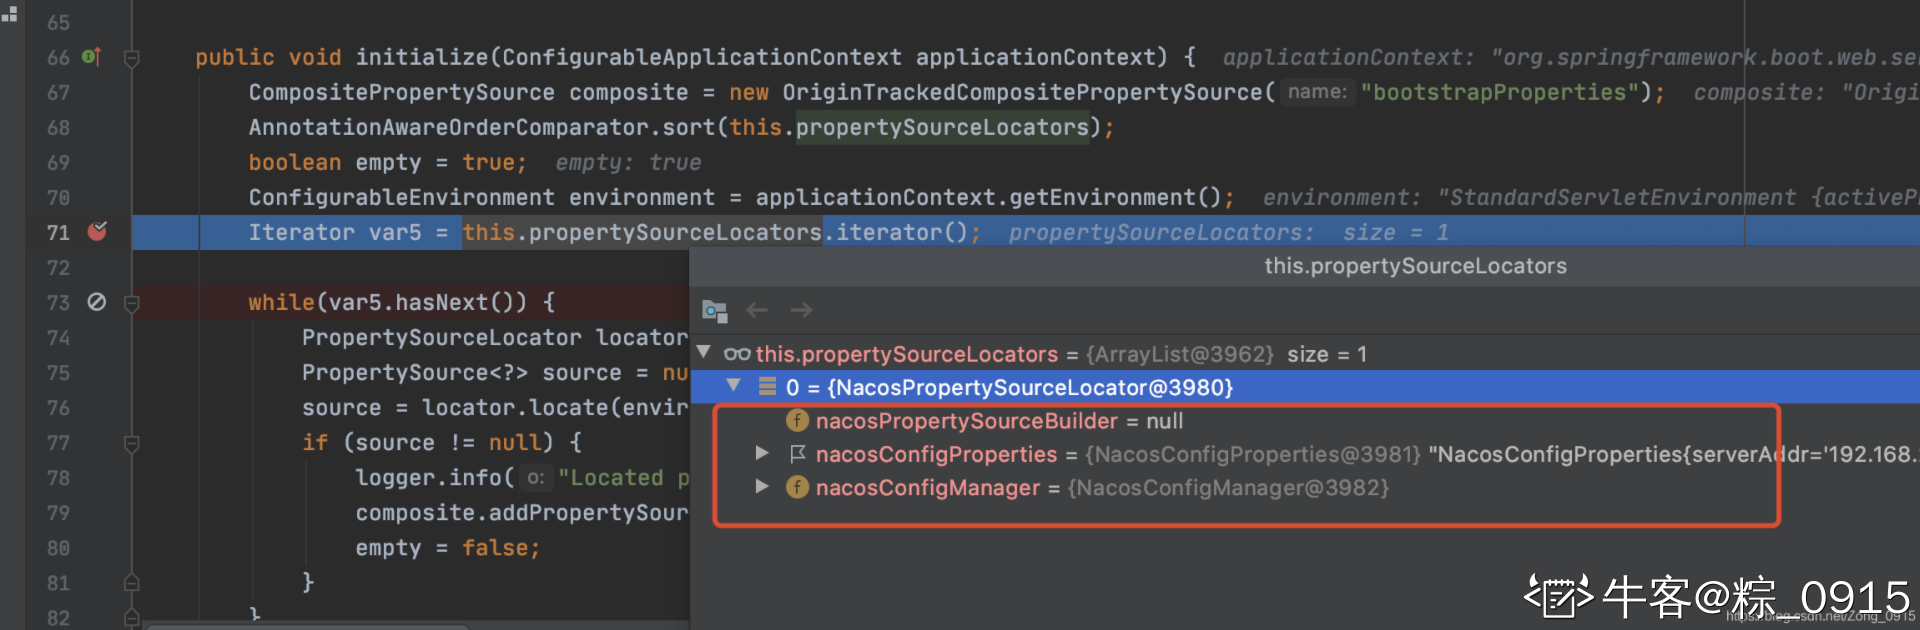 65
66 public void initialize(ConfigurableApplicationContext applicationContext) { applicationContext: "org.springframework.boot.web.se
67 CompositePropertySource composite = new OriginTrackedCompositePropertySource( name: "bootstrapProperties"); composite: "Origi
68 AnnotationAwareOrderComparator.sort(this.propertySourceLocators);
69 boolean empty = true; empty: true
70 ConfigurableEnvironment environment = applicationContext.getEnvironment(); environment: "StandardServletEnvironment {activeP
71 Iterator var5 = this.propertySourceLocators.iterator(); propertySourceLocators: size = 1
72
this.propertySourceLocators
73 while(var5.hasNext()) {
74 PropertySourceLocator locator
75 PropertySource<?> source = nu
76 source = locator.locate(envir
77 if (source != null) {
78 logger.info( o: "Located p
79 composite.addPropertySour
80 empty = false;
81 }
82 }
this.propertySourceLocators = {ArrayList@3962} size = 1
0 = {NacosPropertySourceLocator@3980}
f nacosPropertySourceBuilder = null
nacosConfigProperties = {NacosConfigProperties@3981} "NacosConfigProperties{serverAddr='192.168.
f nacosConfigManager = {NacosConfigManager@3982}
牛客@粽_0915
https://blog.csdn.net/Zong_0915